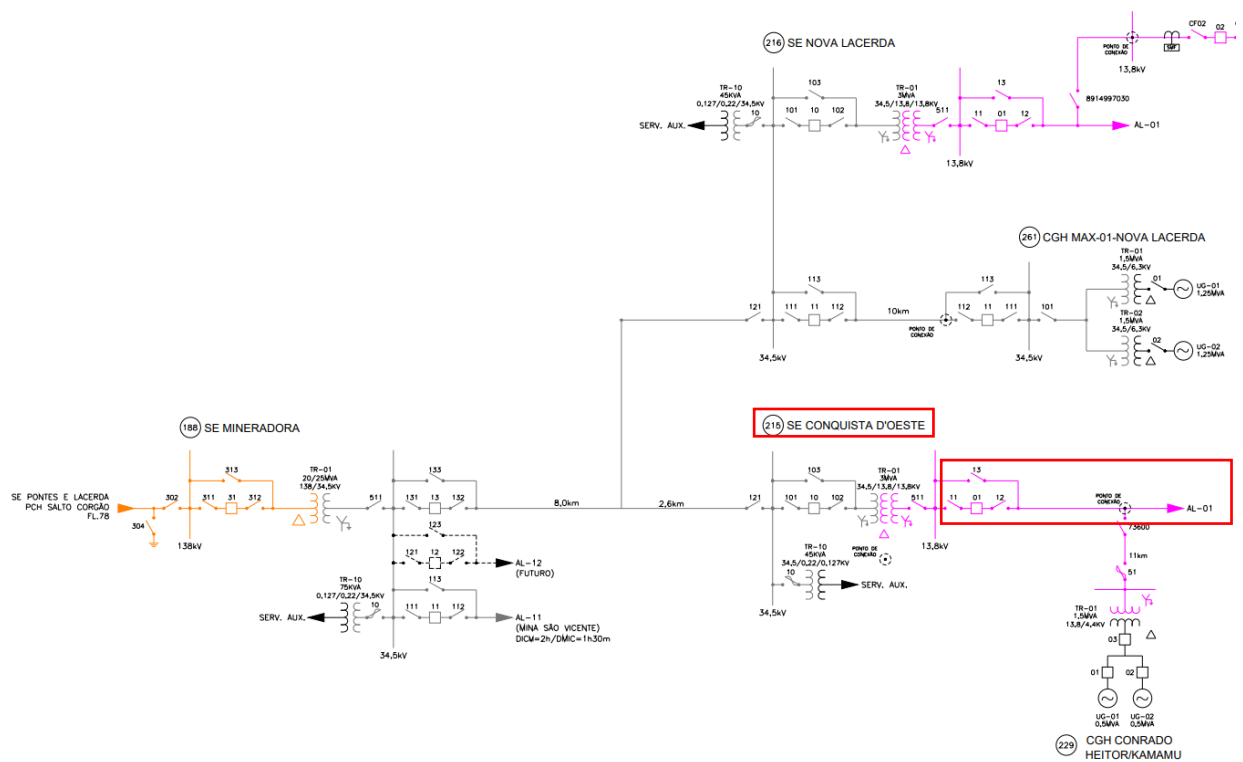 216 SE NOVA LACERDA
CF02
02
PONTO DE
CONEXÃO
SMF
13,8kV
8914997030
TR-10
45KVA
0,127/0,22/34,5KV
10
SERV. AUX.
103
101
10
102
TR-01
3MVA
34,5/13,8/13,8KV
511
13
11
01
12
AL-01
13,8kV
261 CGH MAX-01-NOVA LACERDA
TR-01
1,5MVA
34,5/6,3KV
01
UG-01
1,25MVA
TR-02
1,5MVA
34,5/6,3KV
02
UG-02
1,25MVA
121
113
111
11
112
10km
PONTO DE
CONEXÃO
113
112
11
111
101
34,5kV
34,5kV
188 SE MINERADORA
SE PONTES E LACERDA
PCH SALTO CORGÃO
FL.78
302
304
138kV
313
311
31
312
TR-01
20/25MVA
138/34,5KV
511
133
131
13
132
8,0km
2,6km
123
121
12
122
AL-12
(FUTURO)
113
111
11
112
AL-11
(MINA SÃO VICENTE)
DICM=2h/DMIC=1h30m
TR-10
75KVA
0,127/0,22/34,5KV
10
SERV. AUX.
34,5kV
215 SE CONQUISTA D'OESTE
121
103
101
10
102
TR-01
3MVA
34,5/13,8/13,8KV
511
13
11
01
12
PONTO DE
CONEXÃO
AL-01
13,8kV
TR-10
45KVA
34,5/0,22/0,127KV
10
SERV. AUX.
PONTO DE
CONEXÃO
34,5kV
73600
11km
51
TR-01
1,5MVA
13,8/4,4KV
03
01
02
UG-01
0,5MVA
UG-02
0,5MVA
229 CGH CONRADO
HEITOR/KAMAMU